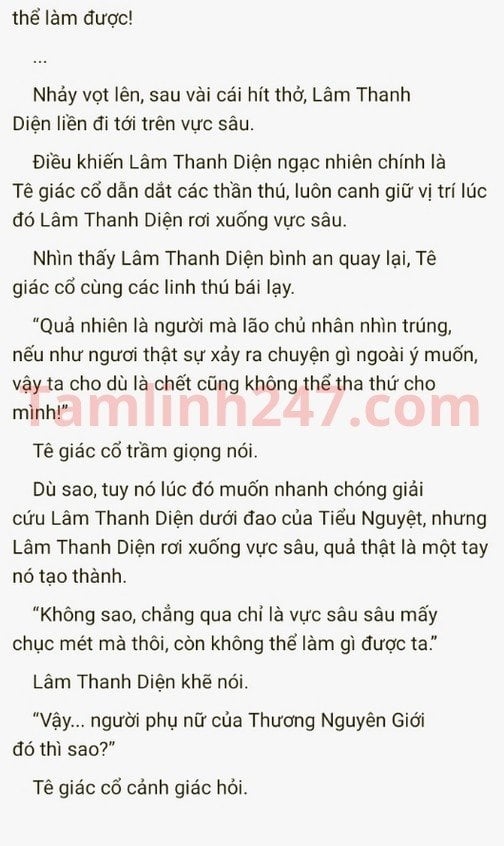 thể làm được!
...
Nhảy vọt lên, sau vài cái hít thở, Lâm Thanh
Diện liền đi tới trên vực sâu.
Điều khiến Lâm Thanh Diện ngạc nhiên chính là
Tê giác cổ dẫn dắt các thần thú, luôn canh giữ vị trí lúc
đó Lâm Thanh Diện rơi xuống vực sâu.
Nhìn thấy Lâm Thanh Diện bình an quay lại, Tê
giác cổ cùng các linh thú bái lạy.
“Quả nhiên là người mà lão chủ nhân nhìn trúng,
nếu như ngươi thật sự xảy ra chuyện gì ngoài ý muốn,
vậy ta cho dù là chết cũng không thể tha thứ cho
mình!”
Tamlinh247.com
Tê giác cổ trầm giọng nói.
Dù sao, tuy nó lúc đó muốn nhanh chóng giải
cứu Lâm Thanh Diện dưới đao của Tiểu Nguyệt, nhưng
Lâm Thanh Diện rơi xuống vực sâu, quả thật là một tay
nó tạo thành.
“Không sao, chẳng qua chỉ là vực sâu sâu mấy
chục mét mà thôi, còn không thể làm gì được ta.”
Lâm Thanh Diện khẽ nói.
“Vậy... người phụ nữ của Thương Nguyên Giới
đó thì sao?”
Tê giác cổ cảnh giác hỏi.